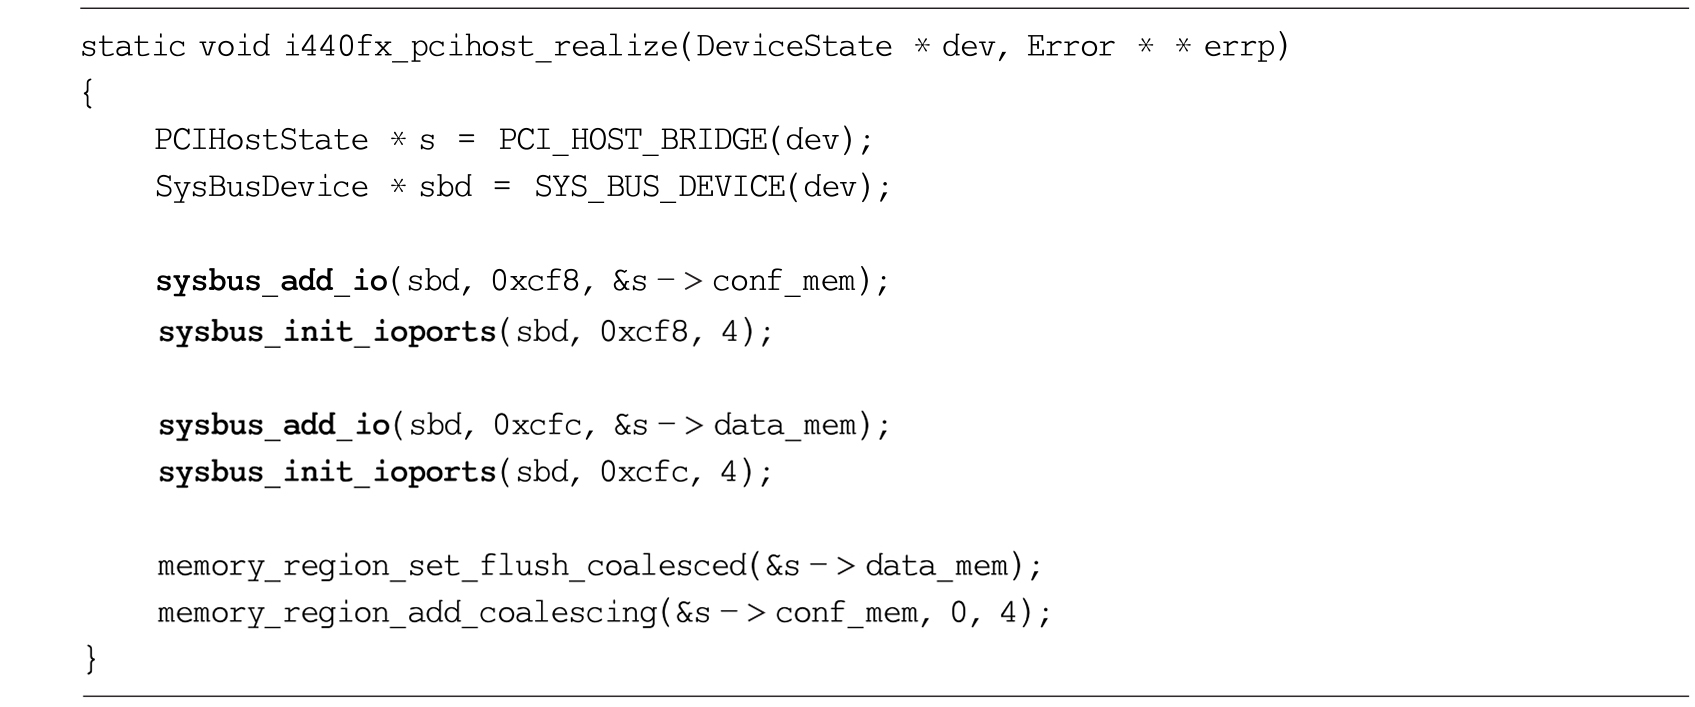 static void i440fx_pcihost_realize(DeviceState * dev, Error * * errp)
{
    PCIHostState * s = PCI_HOST_BRIDGE(dev);
    SysBusDevice * sbd = SYS_BUS_DEVICE(dev);

    sysbus_add_io(sbd, 0xcf8, &s->conf_mem);
    sysbus_init_ioports(sbd, 0xcf8, 4);

    sysbus_add_io(sbd, 0xcfc, &s->data_mem);
    sysbus_init_ioports(sbd, 0xcfc, 4);

    memory_region_set_flush_coalesced(&s->data_mem);
    memory_region_add_coalescing(&s->conf_mem, 0, 4);
}